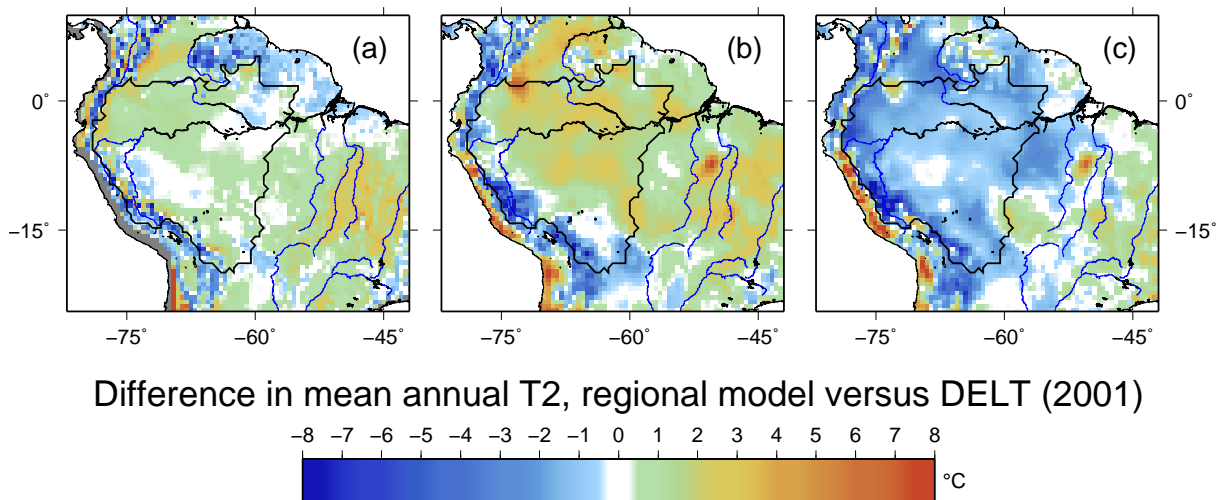 (a) (b) (c)
0° 0°
−15° −15°
−75° −60° −45° −75° −60° −45° −75° −60° −45°
Difference in mean annual T2, regional model versus DELT (2001)
−8 −7 −6 −5 −4 −3 −2 −1 0 1 2 3 4 5 6 7 8
°C